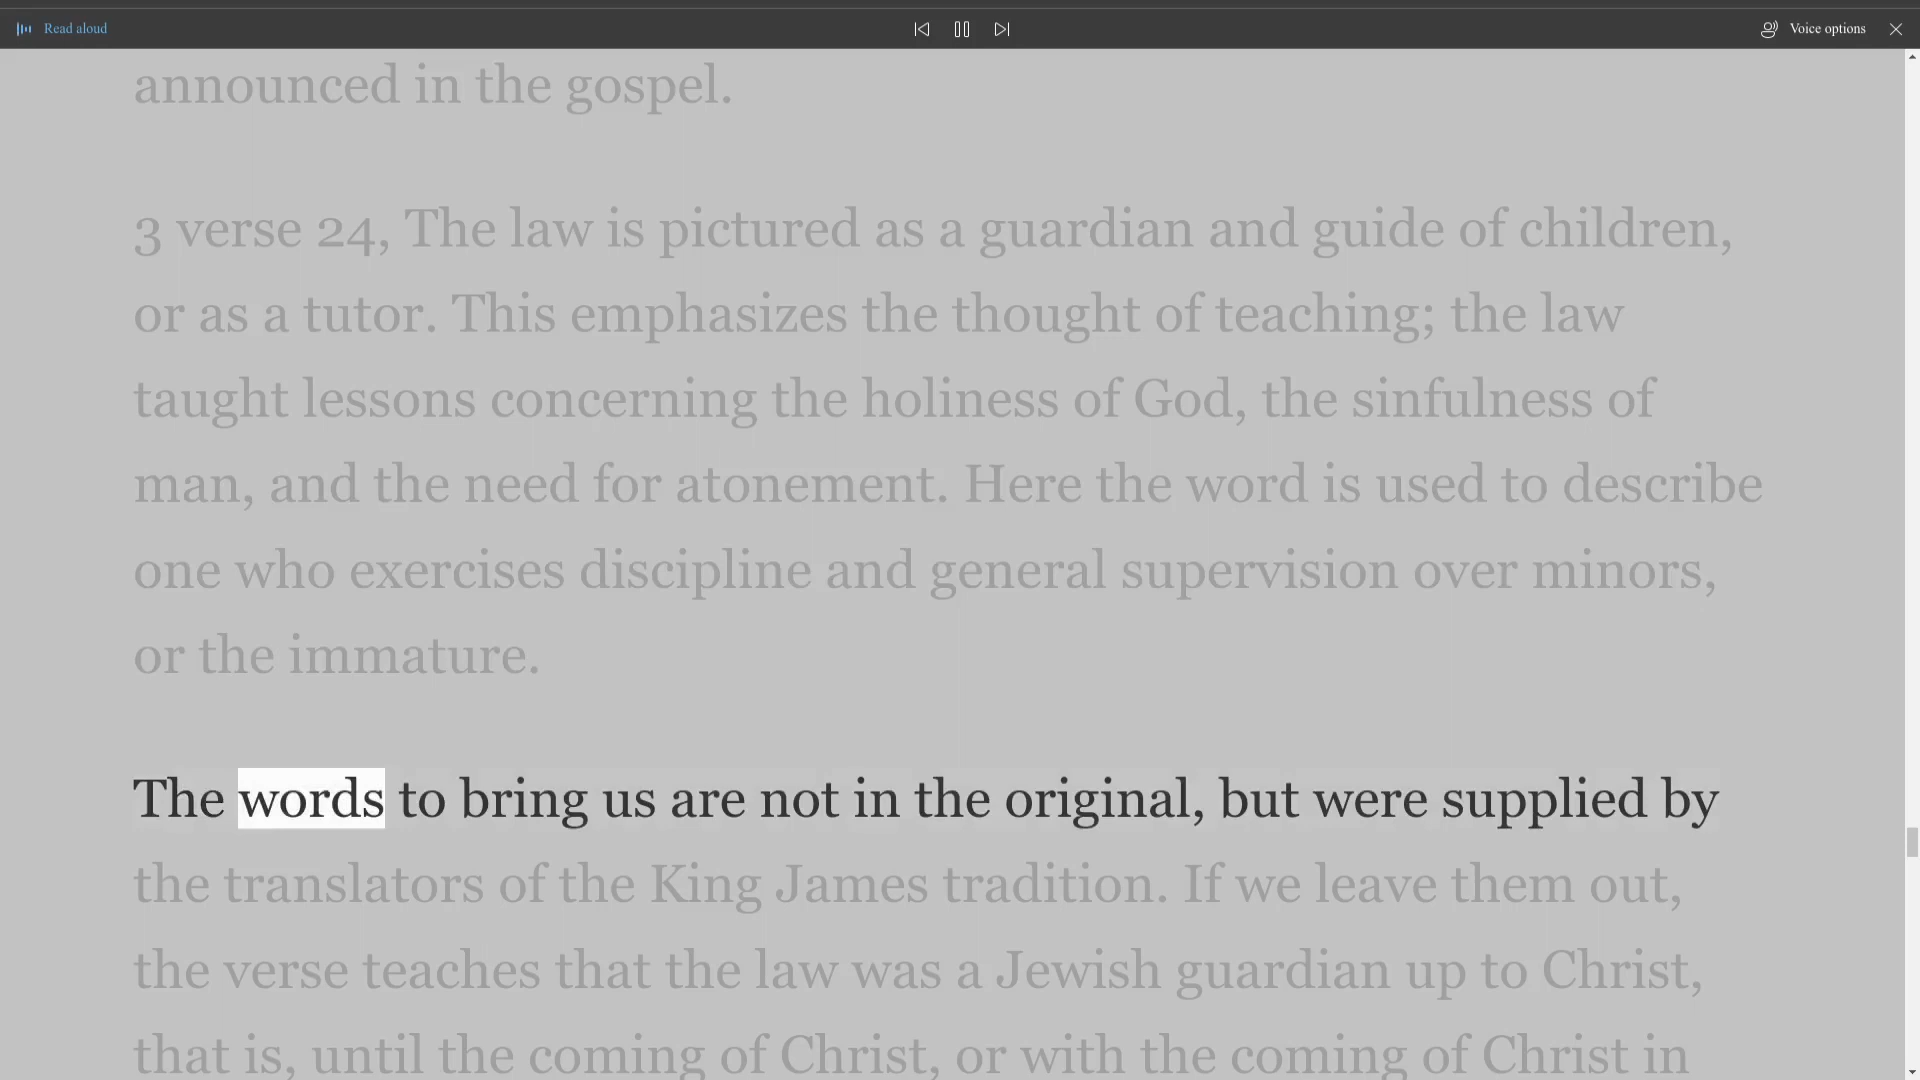 Read aloud
Voice options
announced in the gospel.
3 verse 24, The law is pictured as a guardian and guide of children,
or as a tutor. This emphasizes the thought of teaching; the law
taught lessons concerning the holiness of God, the sinfulness of
man, and the need for atonement. Here the word is used to describe
one who exercises discipline and general supervision over minors,
or the immature.
The words to bring us are not in the original, but were supplied by
the translators of the King James tradition. If we leave them out,
the verse teaches that the law was a Jewish guardian up to Christ,
that is, until the coming of Christ, or with the coming of Christ in